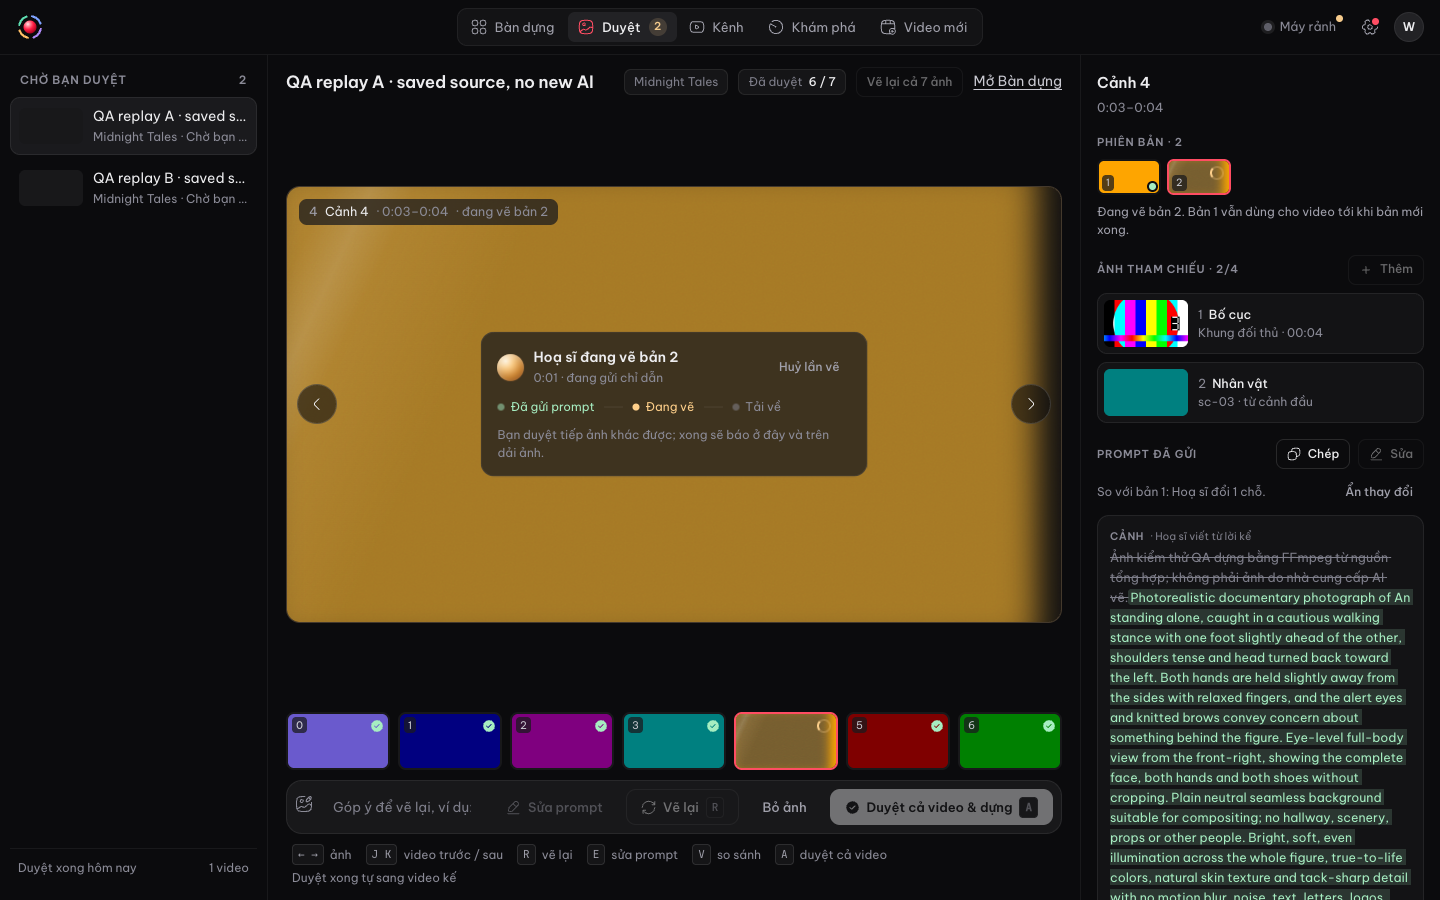 Bàn dựng
Duyệt 2
Kênh
Khám phá
Video mới
Máy rảnh
W
CHỜ BẠN DUYỆT 2
QA replay A · saved s...
Midnight Tales · Chờ bạn ...
QA replay B · saved s...
Midnight Tales · Chờ bạn ...
Duyệt xong hôm nay 1 video
QA replay A · saved source, no new AI
Midnight Tales
Đã duyệt 6 / 7
Vẽ lại cả 7 ảnh
Mở Bàn dựng
4 Cảnh 4 · 0:03–0:04 · đang vẽ bản 2
Hoạ sĩ đang vẽ bản 2
0:01 · đang gửi chỉ dẫn
Huỷ lần vẽ
Đã gửi prompt
Đang vẽ
Tải về
Bạn duyệt tiếp ảnh khác được; xong sẽ báo ở đây và trên
dải ảnh.
0
1
2
3
5
6
Góp ý để vẽ lại, ví dụ:
Sửa prompt
Vẽ lại R
Bỏ ảnh
Duyệt cả video & dựng A
← → ảnh
J K video trước / sau
R vẽ lại
E sửa prompt
V so sánh
A duyệt cả video
Duyệt xong tự sang video kế
Cảnh 4
0:03–0:04
PHIÊN BẢN · 2
1
2
Đang vẽ bản 2. Bản 1 vẫn dùng cho video tới khi bản mới
xong.
ẢNH THAM CHIẾU · 2/4
+ Thêm
1 Bố cục
Khung đối thủ · 00:04
2 Nhân vật
sc-03 · từ cảnh đầu
PROMPT ĐÃ GỬI
Chép
Sửa
So với bản 1: Hoạ sĩ đổi 1 chỗ.
Ẩn thay đổi
CẢNH · Hoạ sĩ viết từ lời kể
Ảnh kiểm thử QA dựng bằng FFmpeg từ nguồn
tổng hợp; không phải ảnh do nhà cung cấp AI
vẽ. Photorealistic documentary photograph of An
standing alone, caught in a cautious walking
stance with one foot slightly ahead of the other,
shoulders tense and head turned back toward
the left. Both hands are held slightly away from
the sides with relaxed fingers, and the alert eyes
and knitted brows convey concern about
something behind the figure. Eye-level full-body
view from the front-right, showing the complete
face, both hands and both shoes without
cropping. Plain neutral seamless background
suitable for compositing; no hallway, scenery,
props or other people. Bright, soft, even
illumination across the whole figure, true-to-life
colors, natural skin texture and tack-sharp detail
with no motion blur, noise, text, letters, logos,